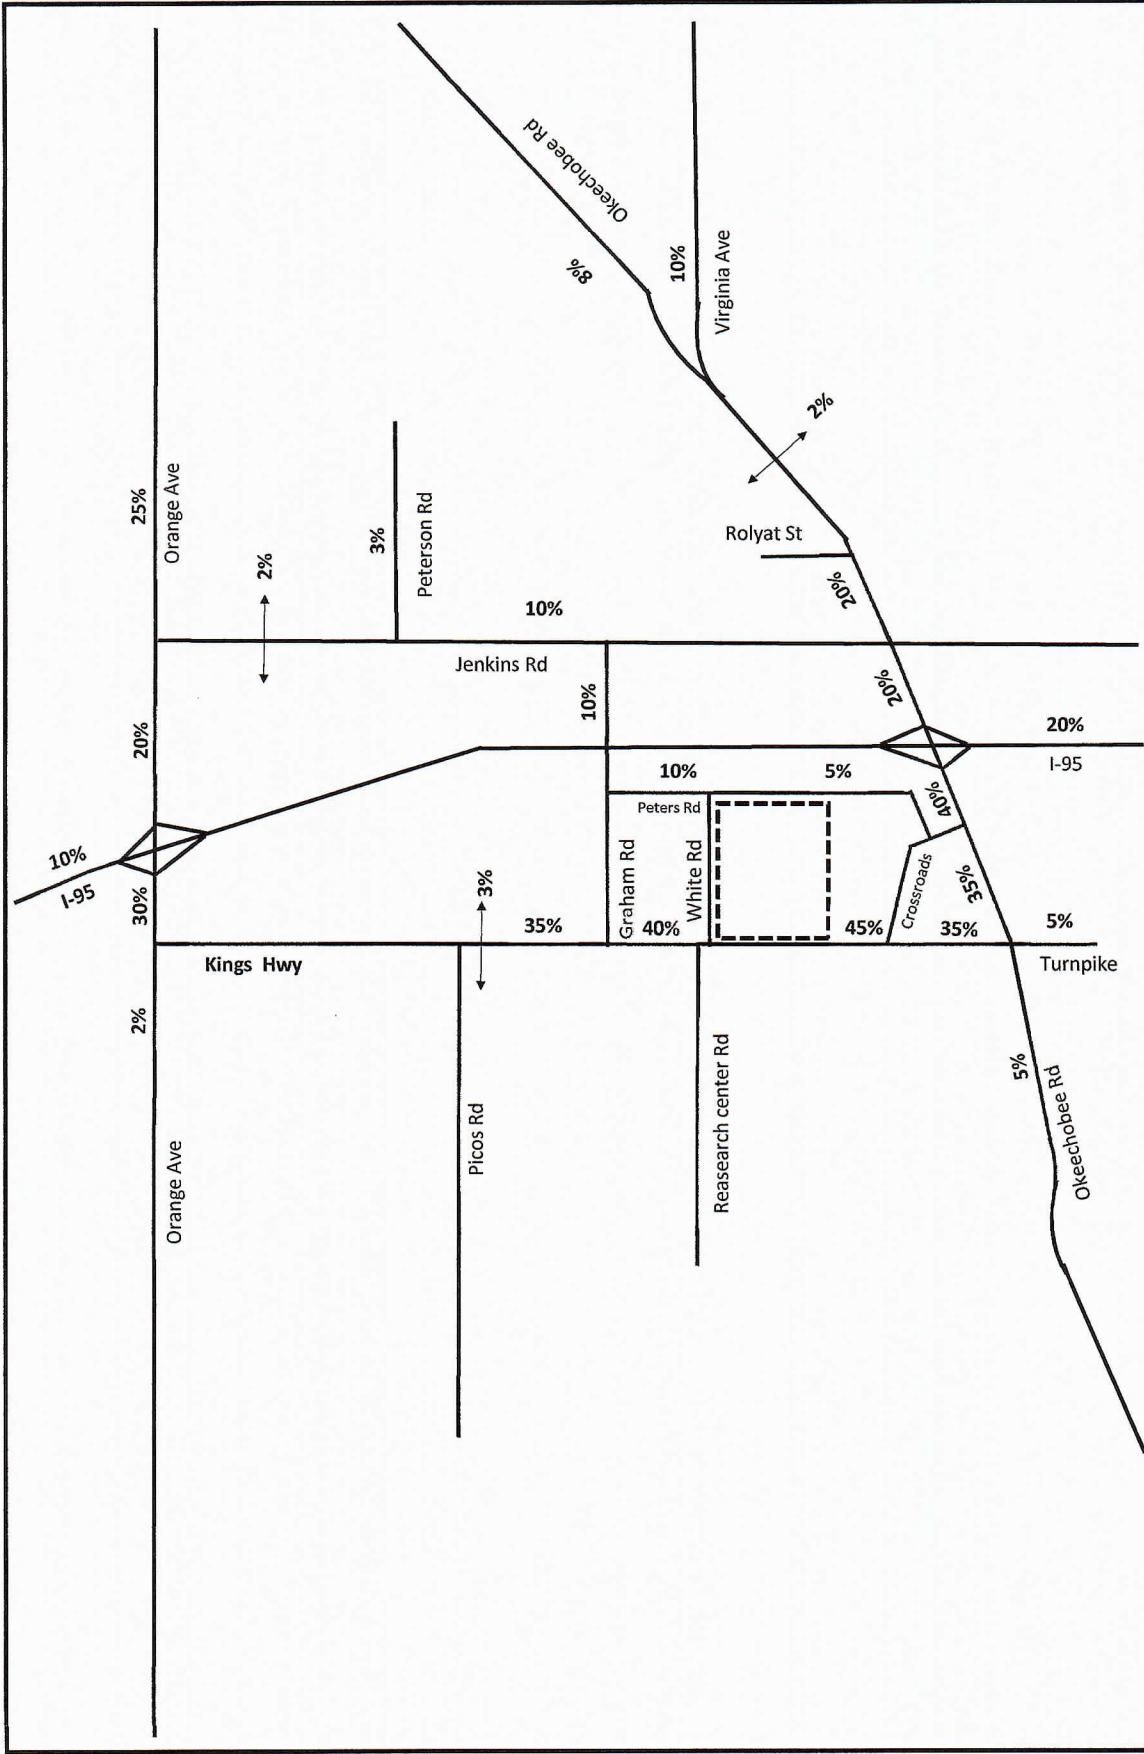 Okeechobee Rd
8%
10%
Virginia Ave
2%
25%
Orange Ave
2%
3%
Peterson Rd
Rolyat St
20%
10%
Jenkins Rd
10%
20%
20%
20%
I-95
10%
5%
40%
Peters Rd
10%
I-95
30%
3%
35%
Graham Rd
40%
White Rd
45%
Crossroads
35%
35%
5%
Kings Hwy
Turnpike
2%
5%
Okeechobee Rd
Orange Ave
Picos Rd
Reasearch center Rd